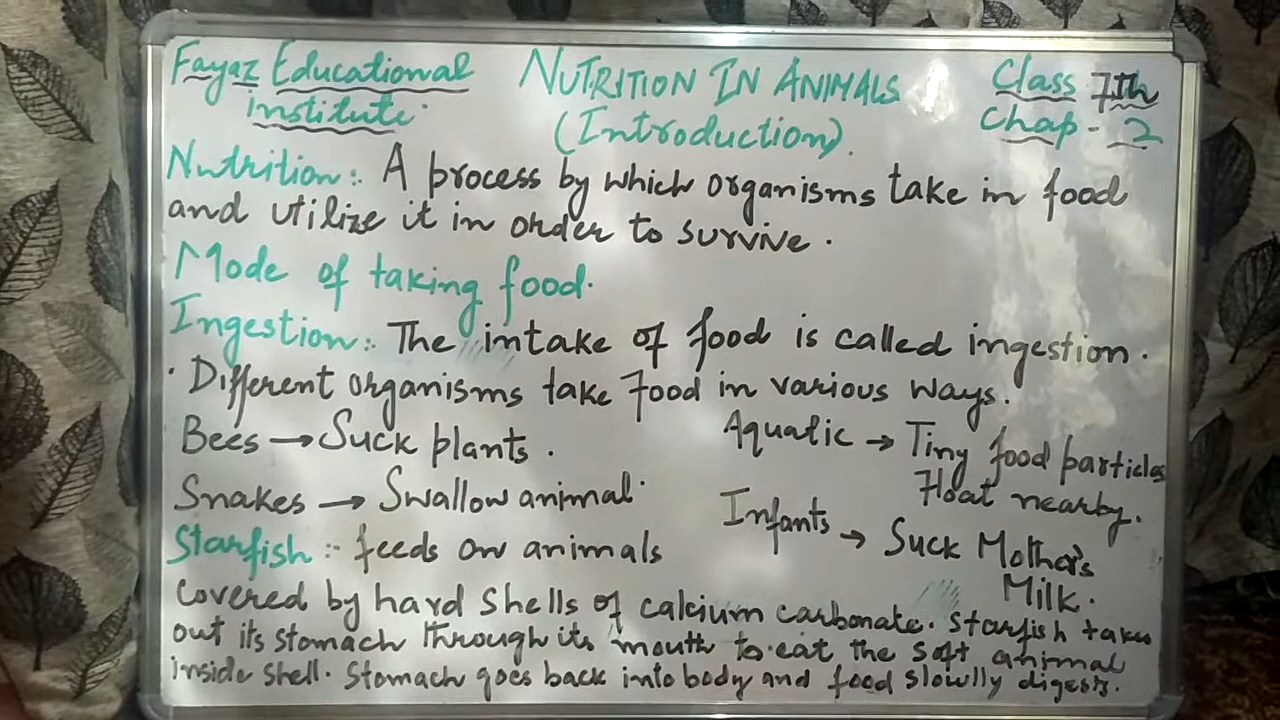 Fayaz Educational institute
NUTRITION IN ANIMALS
(Introduction).
Class 7th
Chap - 2
Nutrition:. A process by which organisms take in food
and utilize it in order to survive.
Mode of taking food.
Ingestion:. The intake of food is called ingestion.
. Different organisms take Food in various ways.
Bees → Suck plants.
Snakes → Swallow animal.
Aquatic → Tiny food particles
Float nearby.
Infants → Suck Mothers
Milk.
Starfish:- feeds on animals
Covered by hard shells of calcium carbonate. starfish takes
out its stomach through its mouth to eat the soft animal
inside shell. Stomach goes back into body and food slowlly digests.